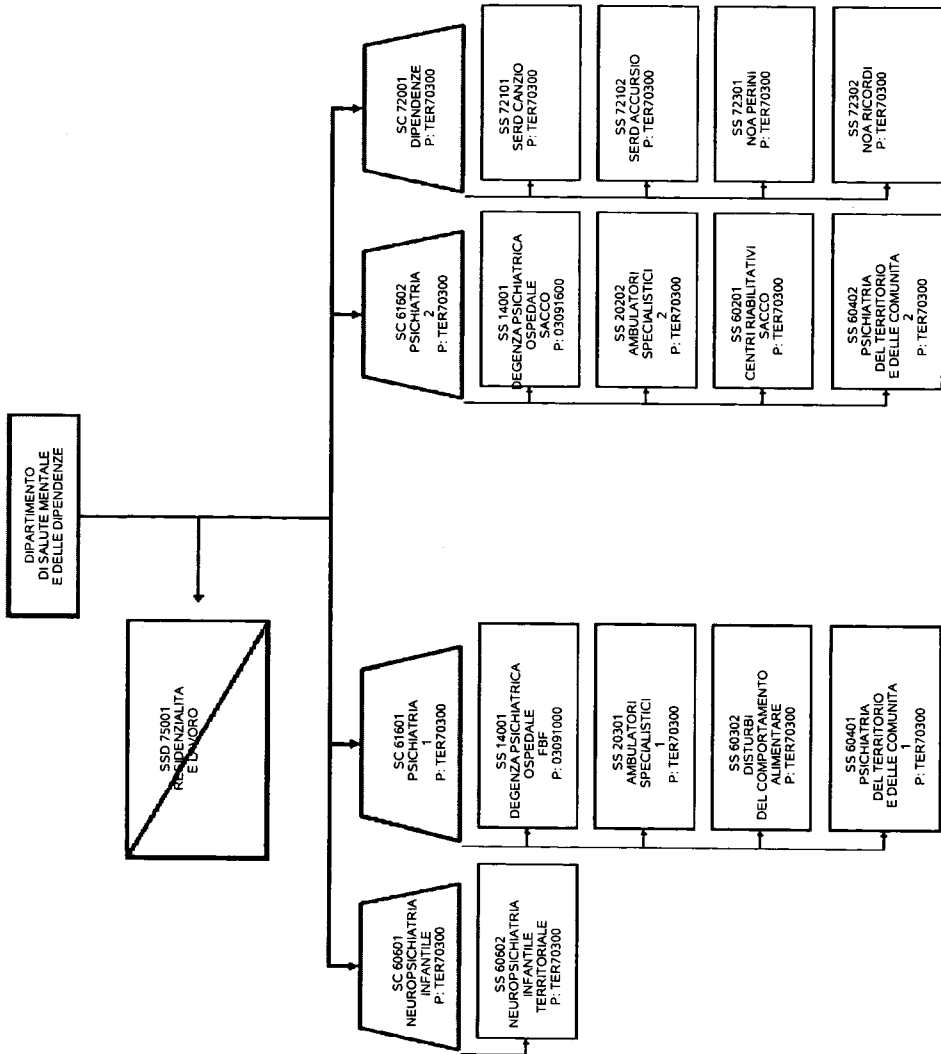 DIPARTIMENTO
DI SALUTE MENTALE
E DELLE DIPENDENZE
SSD 75001
RESIDENZIALITA
E LAVORO
SC 60601
NEUROPSICHIATRIA
INFANTILE
P: TER70300
SS 60602
NEUROPSICHIATRIA
INFANTILE
TERRITORIALE
P: TER70300
SC 61601
PSICHIATRIA
1
P: TER70300
SS 14001
DEGENZA PSICHIATRICA
OSPEDALE
FBF
P: 03091000
SS 20301
AMBULATORI
SPECIALISTICI
1
P: TER70300
SS 60302
DISTURBI
DEL COMPORTAMENTO
ALIMENTARE
P: TER70300
SS 60401
PSICHIATRIA
DEL TERRITORIO
E DELLE COMUNITA
1
P: TER70300
SC 61602
PSICHIATRIA
2
P: TER70300
SS 14001
DEGENZA PSICHIATRICA
OSPEDALE
SACCO
P: 03091600
SS 20202
AMBULATORI
SPECIALISTICI
2
P: TER70300
SS 60201
CENTRI RIABILITATIVI
SACCO
P: TER70300
SS 60402
PSICHIATRIA
DEL TERRITORIO
E DELLE COMUNITA
2
P: TER70300
SC 72001
DIPENDENZE
P: TER70300
SS 72101
SERD CANZIO
P: TER70300
SS 72102
SERD ACCURSIO
P: TER70300
SS 72301
NOA PERINI
P: TER70300
SS 72302
NOA RICORDI
P: TER70300